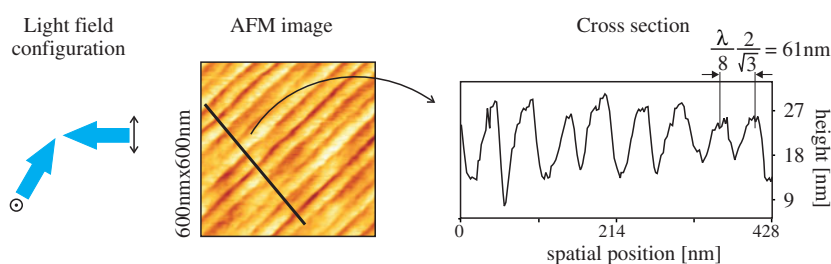 Light field
configuration
AFM image
Cross section
λ/8 2/√3 = 61nm
600nmx600nm
27
18
9
height [nm]
0
214
428
spatial position [nm]